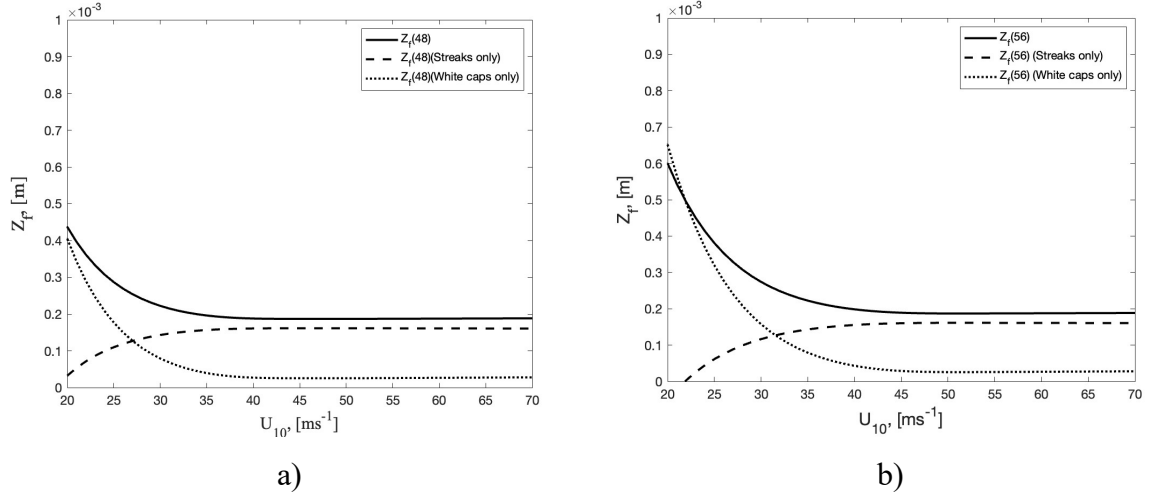 ×10⁻³
1
0.9
0.8
0.7
0.6
0.5
0.4
0.3
0.2
0.1
0
Z_f, [m]
Z_f(48)
Z_f(48)(Streaks only)
Z_f(48)(White caps only)
20 25 30 35 40 45 50 55 60 65 70
U₁₀, [ms⁻¹]
a)
×10⁻³
1
0.9
0.8
0.7
0.6
0.5
0.4
0.3
0.2
0.1
0
Z_f, [m]
Z_f(56)
Z_f(56) (Streaks only)
Z_f(56) (White caps only)
20 25 30 35 40 45 50 55 60 65 70
U₁₀, [ms⁻¹]
b)